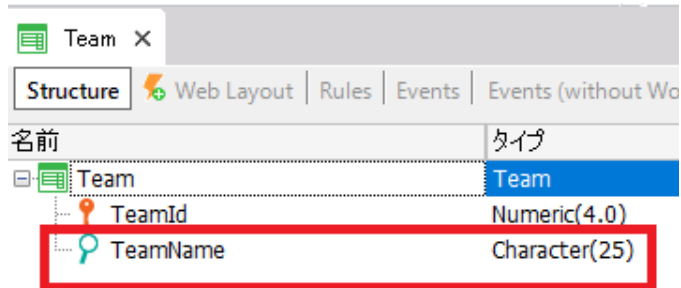 Team
Structure Web Layout Rules Events Events (without Wo
名前 タイプ
Team Team
TeamId Numeric(4.0)
TeamName Character(25)